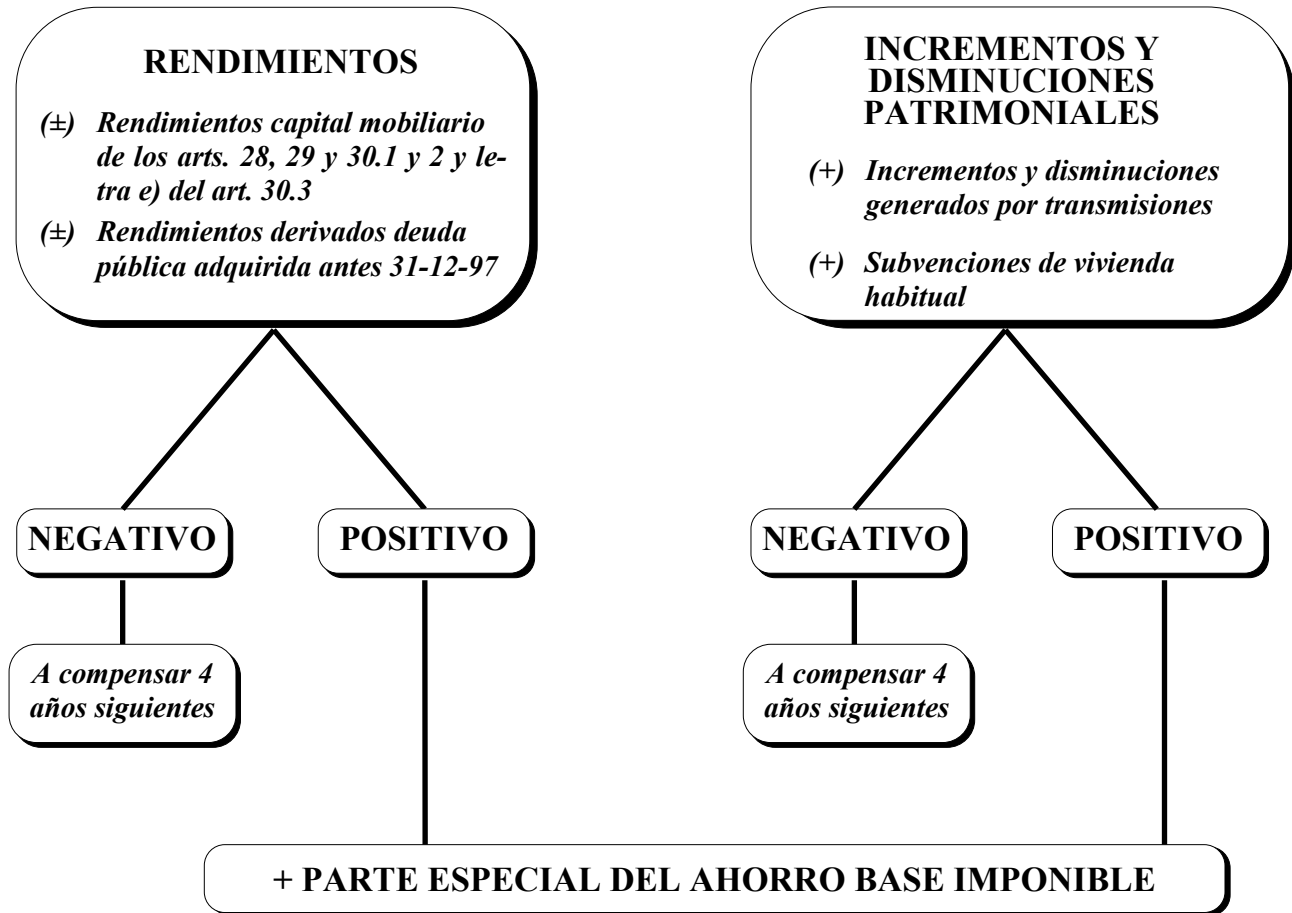 RENDIMIENTOS
(±) Rendimientos capital mobiliario
de los arts. 28, 29 y 30.1 y 2 y le-
tra e) del art. 30.3
(±) Rendimientos derivados deuda
pública adquirida antes 31-12-97
INCREMENTOS Y
DISMINUCIONES
PATRIMONIALES
(+) Incrementos y disminuciones
generados por transmisiones
(+) Subvenciones de vivienda
habitual
NEGATIVO
POSITIVO
NEGATIVO
POSITIVO
A compensar 4
años siguientes
A compensar 4
años siguientes
+ PARTE ESPECIAL DEL AHORRO BASE IMPONIBLE